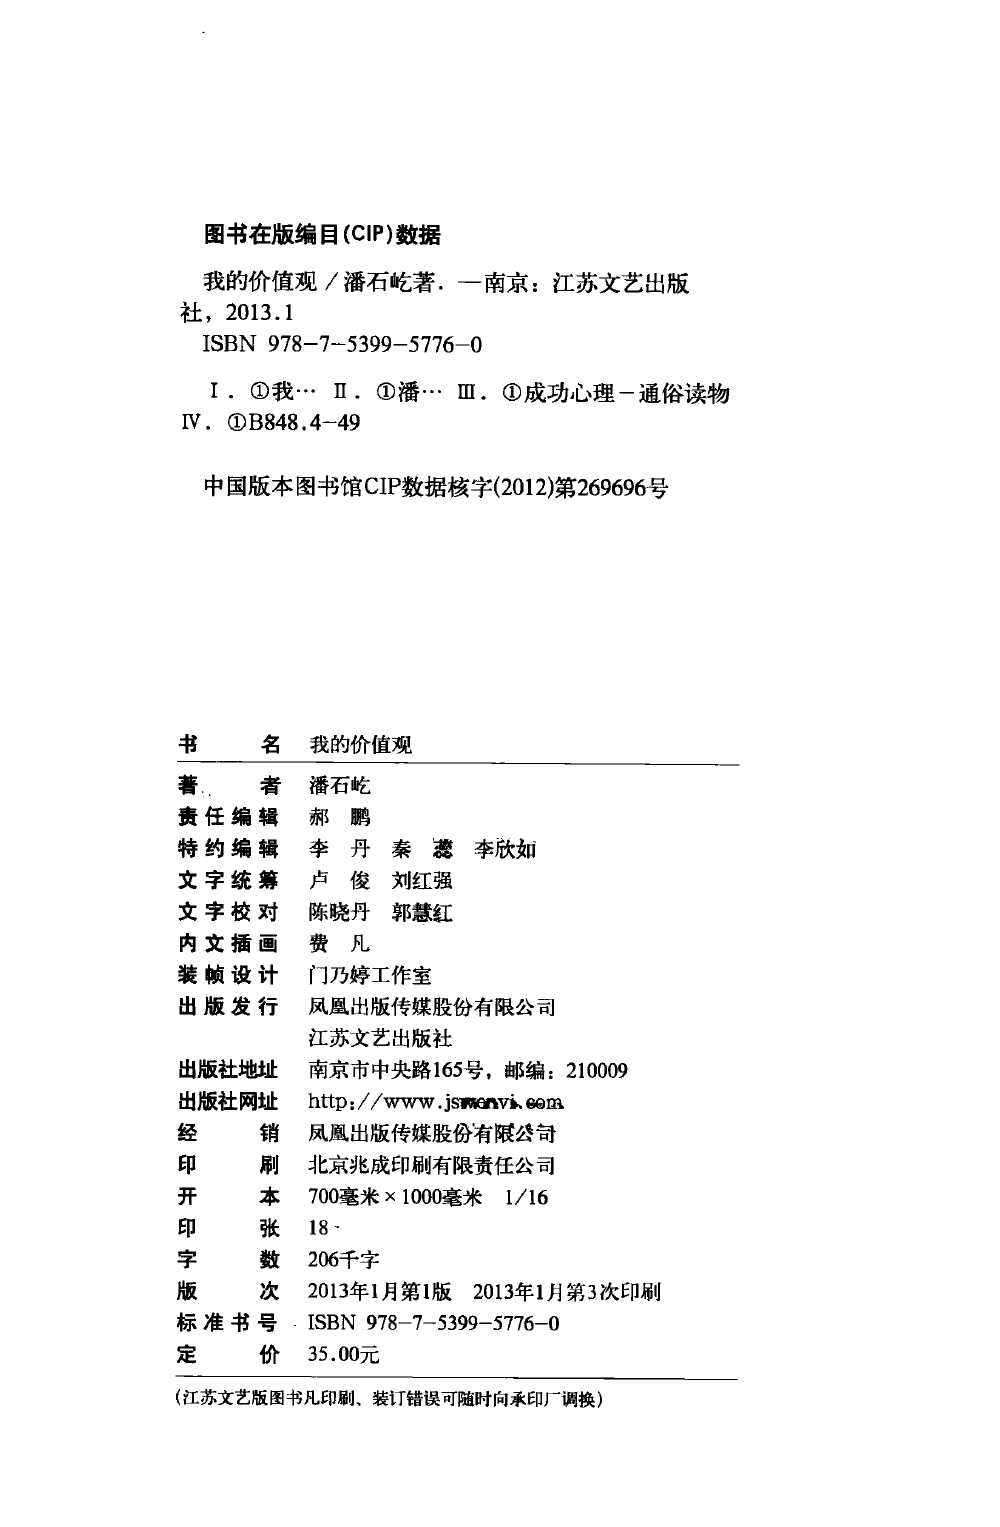 图书在版编目(CIP)数据
我的价值观 / 潘石屹著. —南京：江苏文艺出版
社，2013.1
ISBN 978-7-5399-5776-0
Ⅰ. ①我… Ⅱ. ①潘… Ⅲ. ①成功心理-通俗读物
Ⅳ. ①B848.4-49
中国版本图书馆CIP数据核字(2012)第269696号
书 名 我的价值观
著 者 潘石屹
责任编辑 郝 鹏
特约编辑 李 丹 秦 蕊 李欣如
文字统筹 卢 俊 刘红强
文字校对 陈晓丹 郭慧红
内文插画 费 凡
装帧设计 门乃婷工作室
出版发行 凤凰出版传媒股份有限公司
江苏文艺出版社
出版社地址 南京市中央路165号，邮编：210009
出版社网址
经 销 凤凰出版传媒股份有限公司
印 刷 北京兆成印刷有限责任公司
开 本 700毫米×1000毫米 1/16
印 张 18
字 数 206千字
版 次 2013年1月第1版 2013年1月第3次印刷
标准书号 ISBN 978-7-5399-5776-0
定 价 35.00元
(江苏文艺版图书凡印刷、装订错误可随时向承印厂调换)